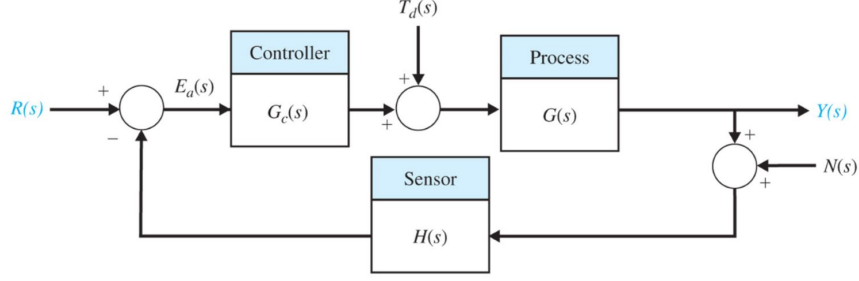 T_d(s)
Controller
Process
+
E_a(s)
+
R(s)
G_c(s)
G(s)
Y(s)
+
−
+
N(s)
+
Sensor
H(s)